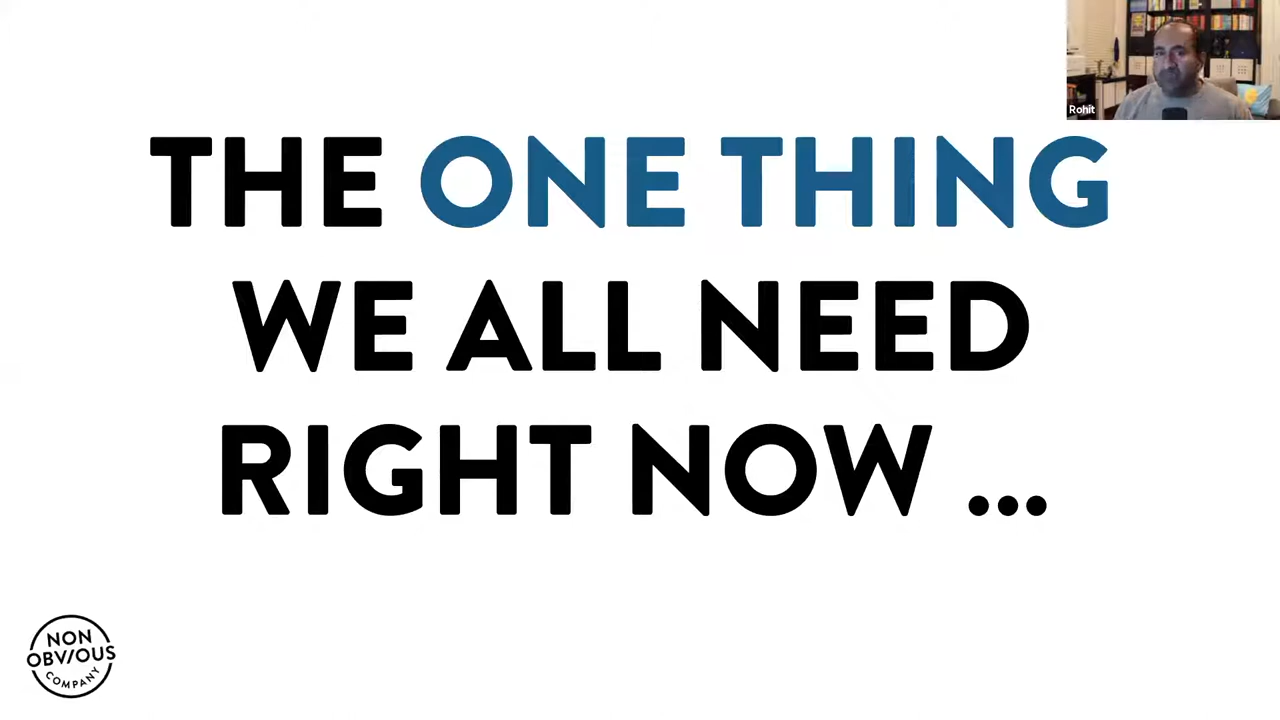 Rohit
THE ONE THING
WE ALL NEED
RIGHT NOW ...
NON
OBV/OUS
COMPANY